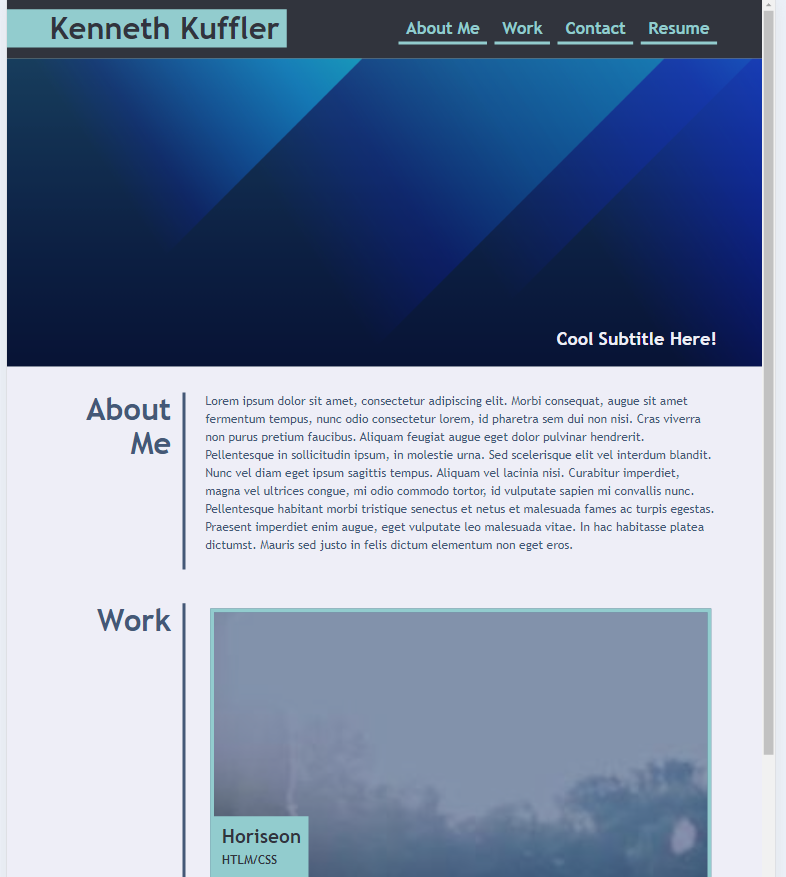 Kenneth Kuffler
About Me Work Contact Resume
Cool Subtitle Here!
About
Me
Lorem ipsum dolor sit amet, consectetur adipiscing elit. Morbi consequat, augue sit amet
fermentum tempus, nunc odio consectetur lorem, id pharetra sem dui non nisi. Cras viverra
non purus pretium faucibus. Aliquam feugiat augue eget dolor pulvinar hendrerit.
Pellentesque in sollicitudin ipsum, in molestie urna. Sed scelerisque elit vel interdum blandit.
Nunc vel diam eget ipsum sagittis tempus. Aliquam vel lacinia nisi. Curabitur imperdiet,
magna vel ultrices congue, mi odio commodo tortor, id vulputate sapien mi convallis nunc.
Pellentesque habitant morbi tristique senectus et netus et malesuada fames ac turpis egestas.
Praesent imperdiet enim augue, eget vulputate leo malesuada vitae. In hac habitasse platea
dictumst. Mauris sed justo in felis dictum elementum non eget eros.
Work
Horiseon
HTLM/CSS